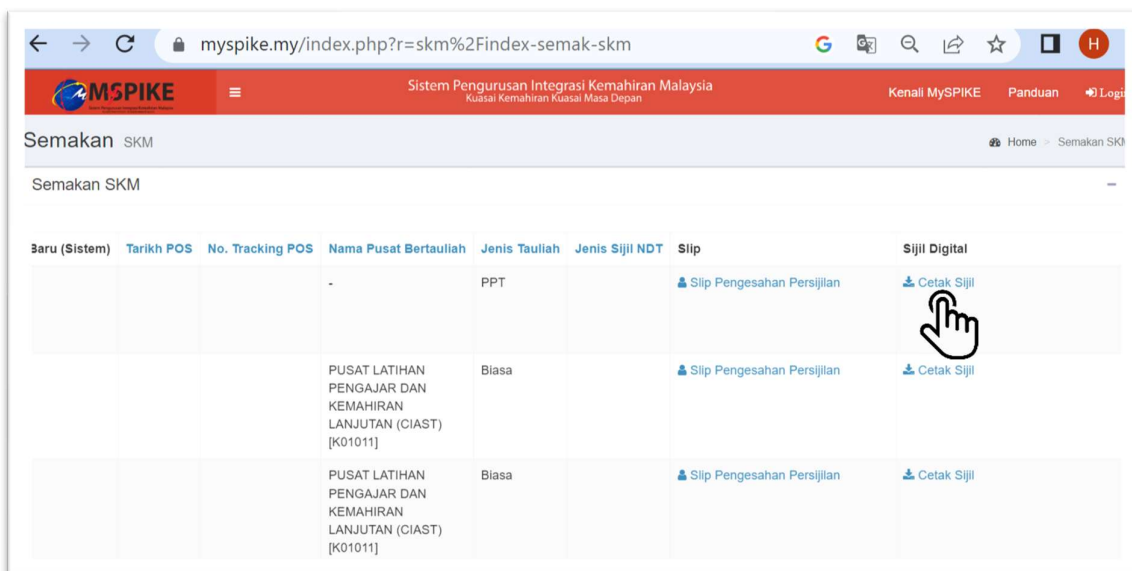 myspike.my/index.php?r=skm%2Findex-semak-skm
H
MSPIKE
Sistem Pengurusan Integrasi Kemahiran Malaysia
Kuasai Kemahiran Kuasai Masa Depan
Kenali MySPIKE Panduan Logi
Semakan SKM
Home > Semakan SKM
Semakan SKM
Baru (Sistem) Tarikh POS No. Tracking POS Nama Pusat Bertauliah Jenis Tauliah Jenis Sijil NDT Slip Sijil Digital
- PPT Slip Pengesahan Persijilan Cetak Sijil
PUSAT LATIHAN Biasa Slip Pengesahan Persijilan Cetak Sijil
PENGAJAR DAN
KEMAHIRAN
LANJUTAN (CIAST)
[K01011]
PUSAT LATIHAN Biasa Slip Pengesahan Persijilan Cetak Sijil
PENGAJAR DAN
KEMAHIRAN
LANJUTAN (CIAST)
[K01011]